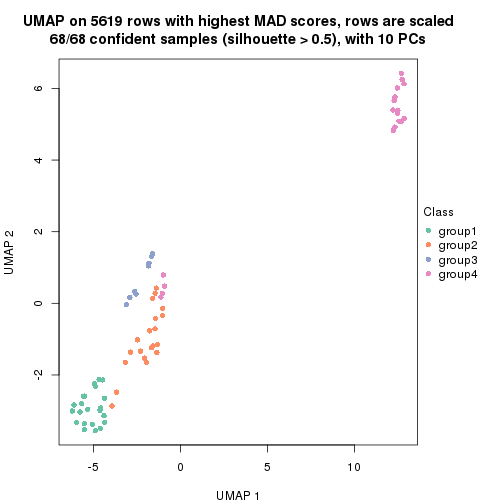 UMAP on 5619 rows with highest MAD scores, rows are scaled
68/68 confident samples (silhouette > 0.5), with 10 PCs
6
4
2
0
-2
UMAP 2
-5
0
5
10
UMAP 1
Class
group1
group2
group3
group4